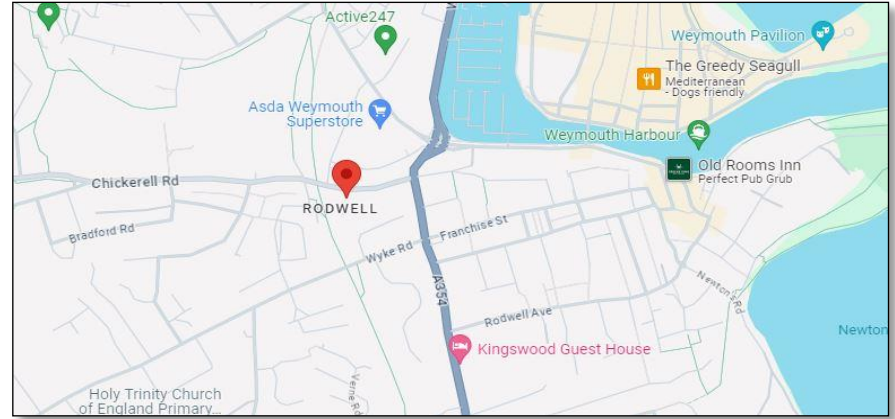 Active247
Weymouth Pavilion
The Greedy Seagull
Mediterranean
- Dogs friendly
Asda Weymouth
Superstore
Weymouth Harbour
Old Rooms Inn
Perfect Pub Grub
Chickerell Rd
RODWELL
Bradford Rd
Franchise St
Wyke Rd
A354
Newton's Rd
Rodwell Ave
Newton
Kingswood Guest House
Verne Rd
Holy Trinity Church
of England Primary...